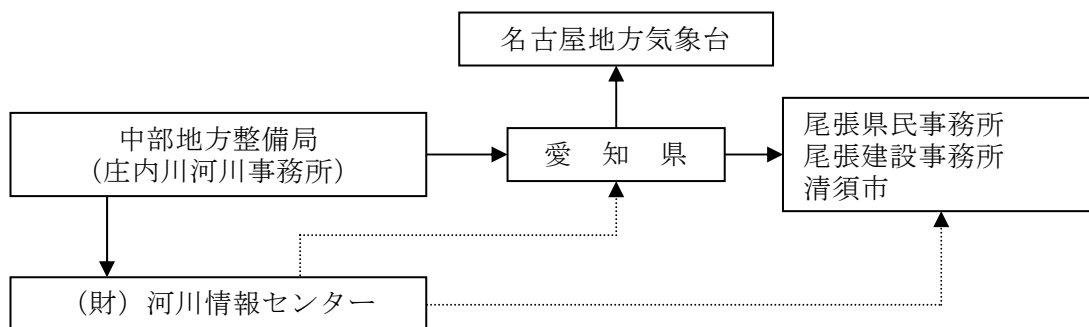 名古屋地方気象台
中部地方整備局
（庄内川河川事務所）
愛　知　県
尾張県民事務所
尾張建設事務所
清須市
（財）河川情報センター